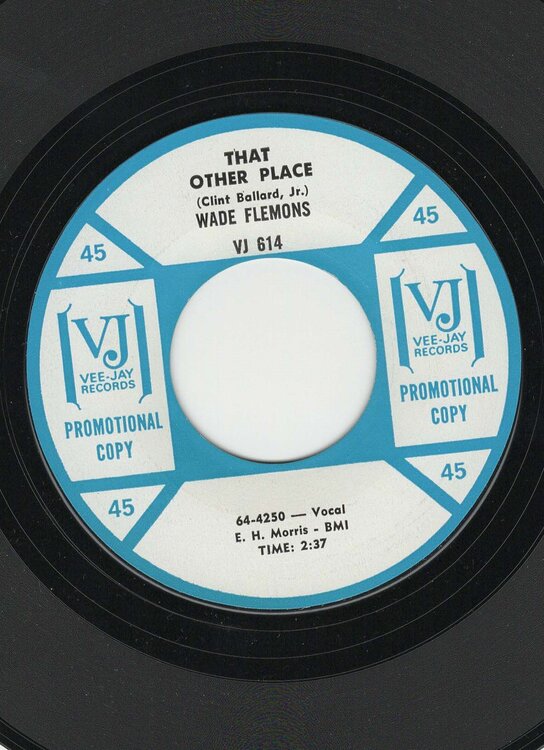 THAT
OTHER PLACE
(Clint Ballard, Jr.)
WADE FLEMONS
VJ 614
45
45
VJ
VEE-JAY
RECORDS
PROMOTIONAL
COPY
VJ
VEE-JAY
RECORDS
PROMOTIONAL
COPY
45
45
64-4250 — Vocal
E. H. Morris - BMI
TIME: 2:37